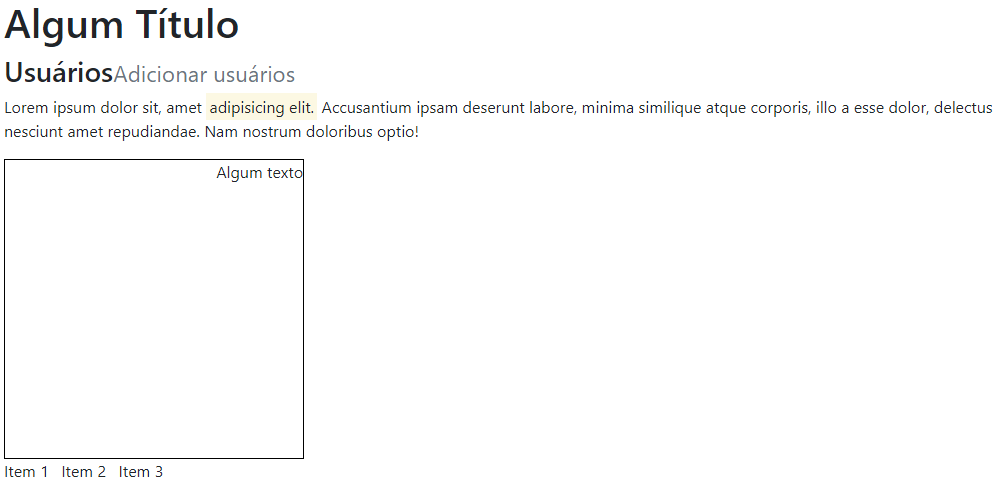 Algum Título
UsuáriosAdicionar usuários
Lorem ipsum dolor sit, amet adipisicing elit. Accusantium ipsam deserunt labore, minima similique atque corporis, illo a esse dolor, delectus
nesciunt amet repudiandae. Nam nostrum doloribus optio!
Algum texto
Item 1 Item 2 Item 3